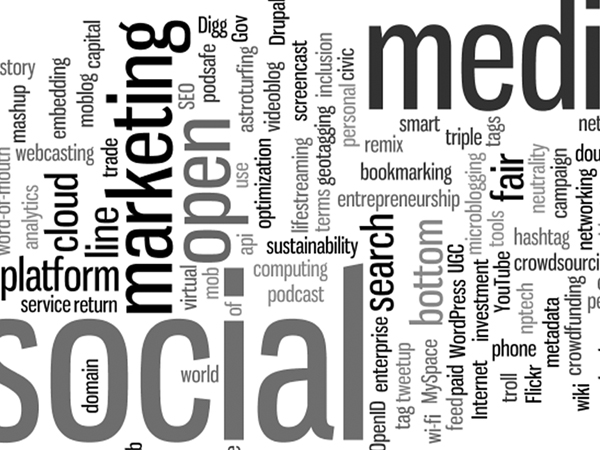 story
mashup
embedding
moblog
capital
marketing
Digg
Gov
Drupal
podsafe
SEO
astroturfing
videoblog
screencast
inclusion
civic
personal
medi
smart
triple
tags
net
remix
webcasting
trade
word-of-mouth
analytics
cloud
line
open
use
api
optimization
lifestreaming
geotagging
terms
bookmarking
entrepreneurship
microblogging
fair
neutrality
campaign
networking
dou
tools
hashtag
sustainability
search
bottom
UGC
YouTube
crowdsourci
platform
service
return
virtual
mob
of
computing
podcast
social
domain
world
OpenID
enterprise
tag
tweetup
wi-fi
MySpace
feed
paid
WordPress
Internet
investment
phone
troll
nptech
Flickr
metadata
crowdfunding
wiki